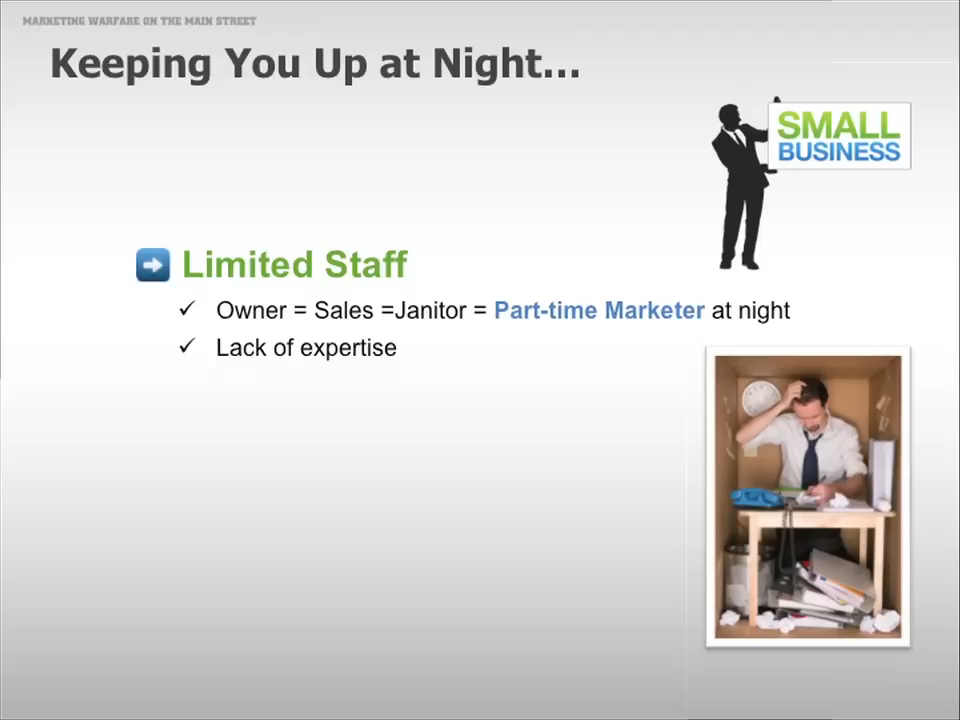 MARKETING WARFARE ON THE MAIN STREET
Keeping You Up at Night...
SMALL
BUSINESS
Limited Staff
Owner = Sales =Janitor = Part-time Marketer at night
Lack of expertise